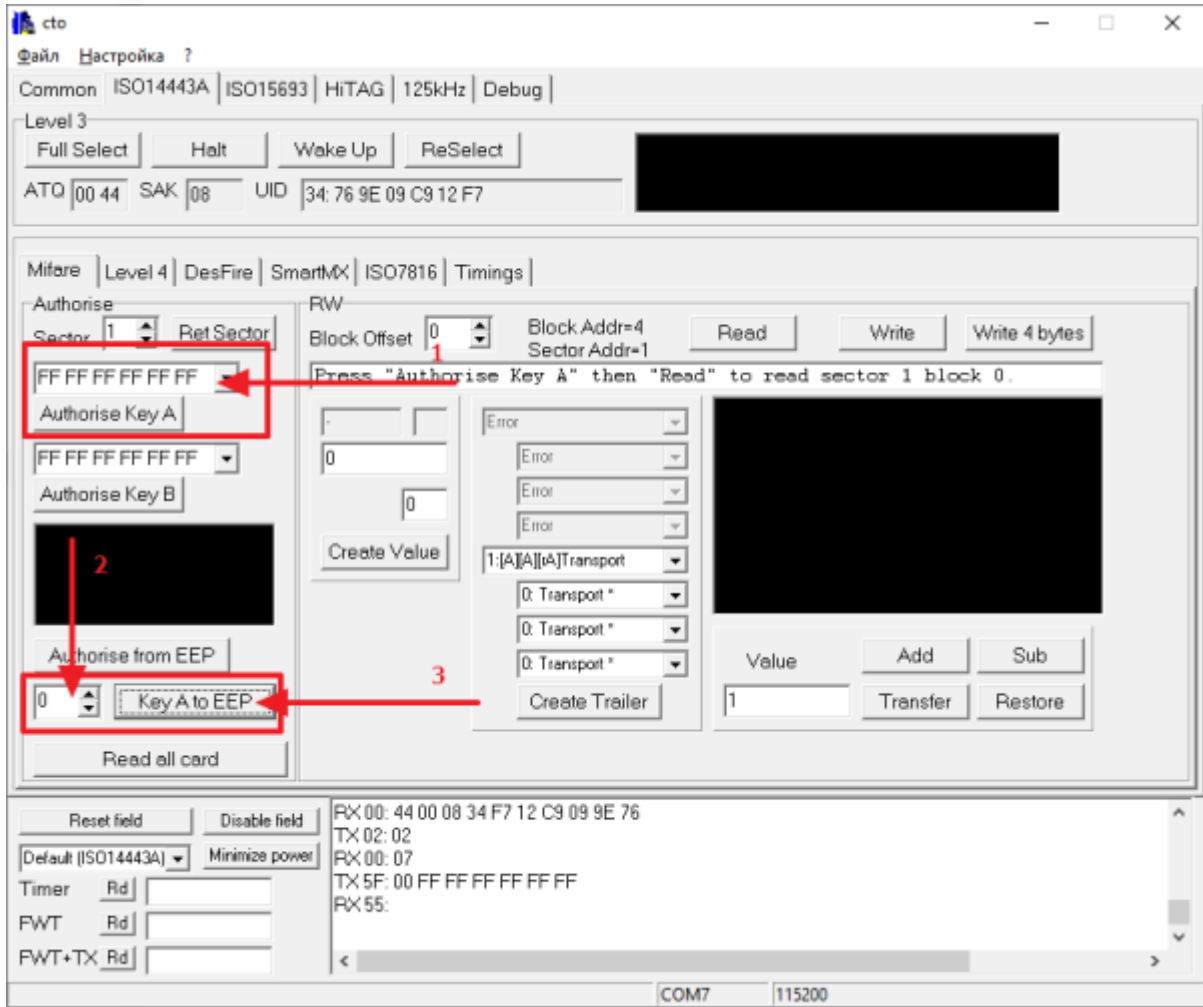 cto
Файл Настройка ?
Common ISO14443A ISO15693 HiTAG 125kHz Debug
Level 3
Full Select Halt Wake Up ReSelect
ATQ 00 44 SAK 08 UID 34: 76 9E 09 C9 12 F7
Mifare Level 4 DesFire SmartMX ISO7816 Timings
Authorise
Sector 1 Ret Sector
FF FF FF FF FF FF
Authorise Key A
FF FF FF FF FF FF
Authorise Key B
2
Authorise from EEP
0 Key A to EEP
Read all card
RW
Block Offset 0 Block Addr=4 Read Write Write 4 bytes
Sector Addr=1
1
Press "Authorise Key A" then "Read" to read sector 1 block 0.
-
0
0
Create Value
Error
Error
Error
Error
1:[A][A][rA]Transport
0: Transport *
0: Transport *
0: Transport *
3
Create Trailer
Value Add Sub
1 Transfer Restore
Reset field Disable field
Default (ISO14443A) Minimize power
Timer Rd
FWT Rd
FWT+TX Rd
RX 00: 44 00 08 34 F7 12 C9 09 9E 76
TX 02: 02
RX 00: 07
TX 5F: 00 FF FF FF FF FF FF
RX 55:
COM7 115200